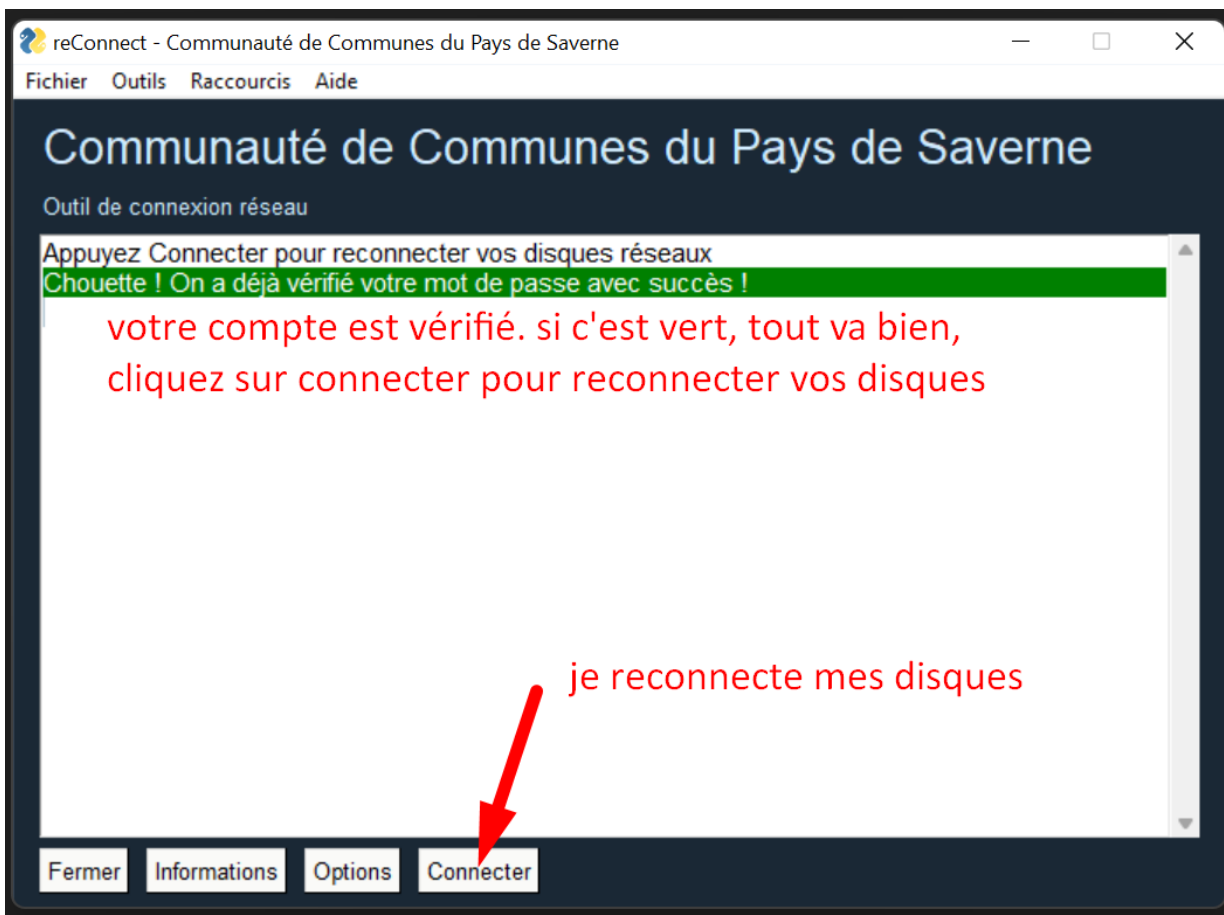 reConnect - Communauté de Communes du Pays de Saverne
Fichier Outils Raccourcis Aide
Communauté de Communes du Pays de Saverne
Outil de connexion réseau
Appuyez Connecter pour reconnecter vos disques réseaux
Chouette ! On a déjà vérifié votre mot de passe avec succès !
votre compte est vérifié. si c'est vert, tout va bien,
cliquez sur connecter pour reconnecter vos disques
je reconnecte mes disques
Fermer Informations Options Connecter